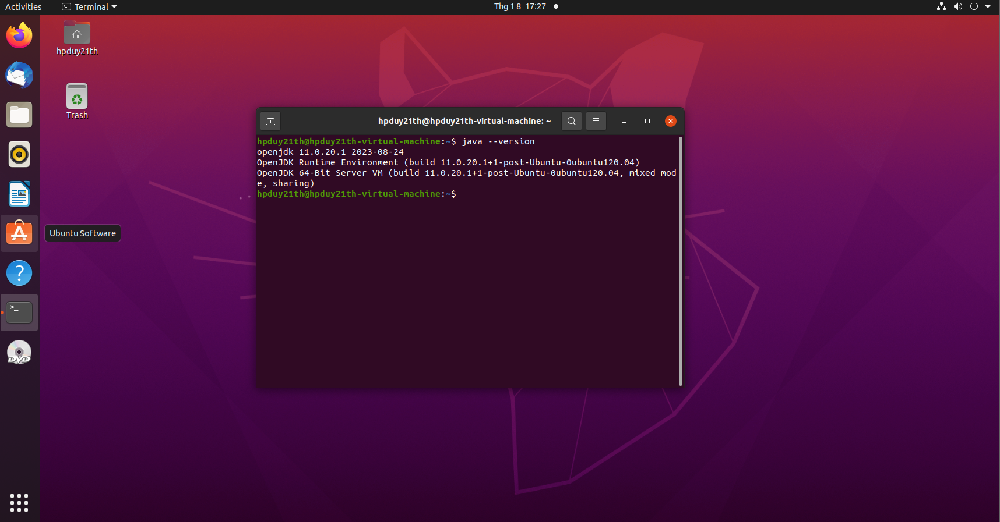 Activities
Terminal
Thg 1 8 17:27
hpduy21th
Trash
hpduy21th@hpduy21th-virtual-machine: ~
hpduy21th@hpduy21th-virtual-machine:~$ java --version
openjdk 11.0.20.1 2023-08-24
OpenJDK Runtime Environment (build 11.0.20.1+1-post-Ubuntu-0ubuntu120.04)
OpenJDK 64-Bit Server VM (build 11.0.20.1+1-post-Ubuntu-0ubuntu120.04, mixed mod
e, sharing)
hpduy21th@hpduy21th-virtual-machine:~$
Ubuntu Software
>_
DVD